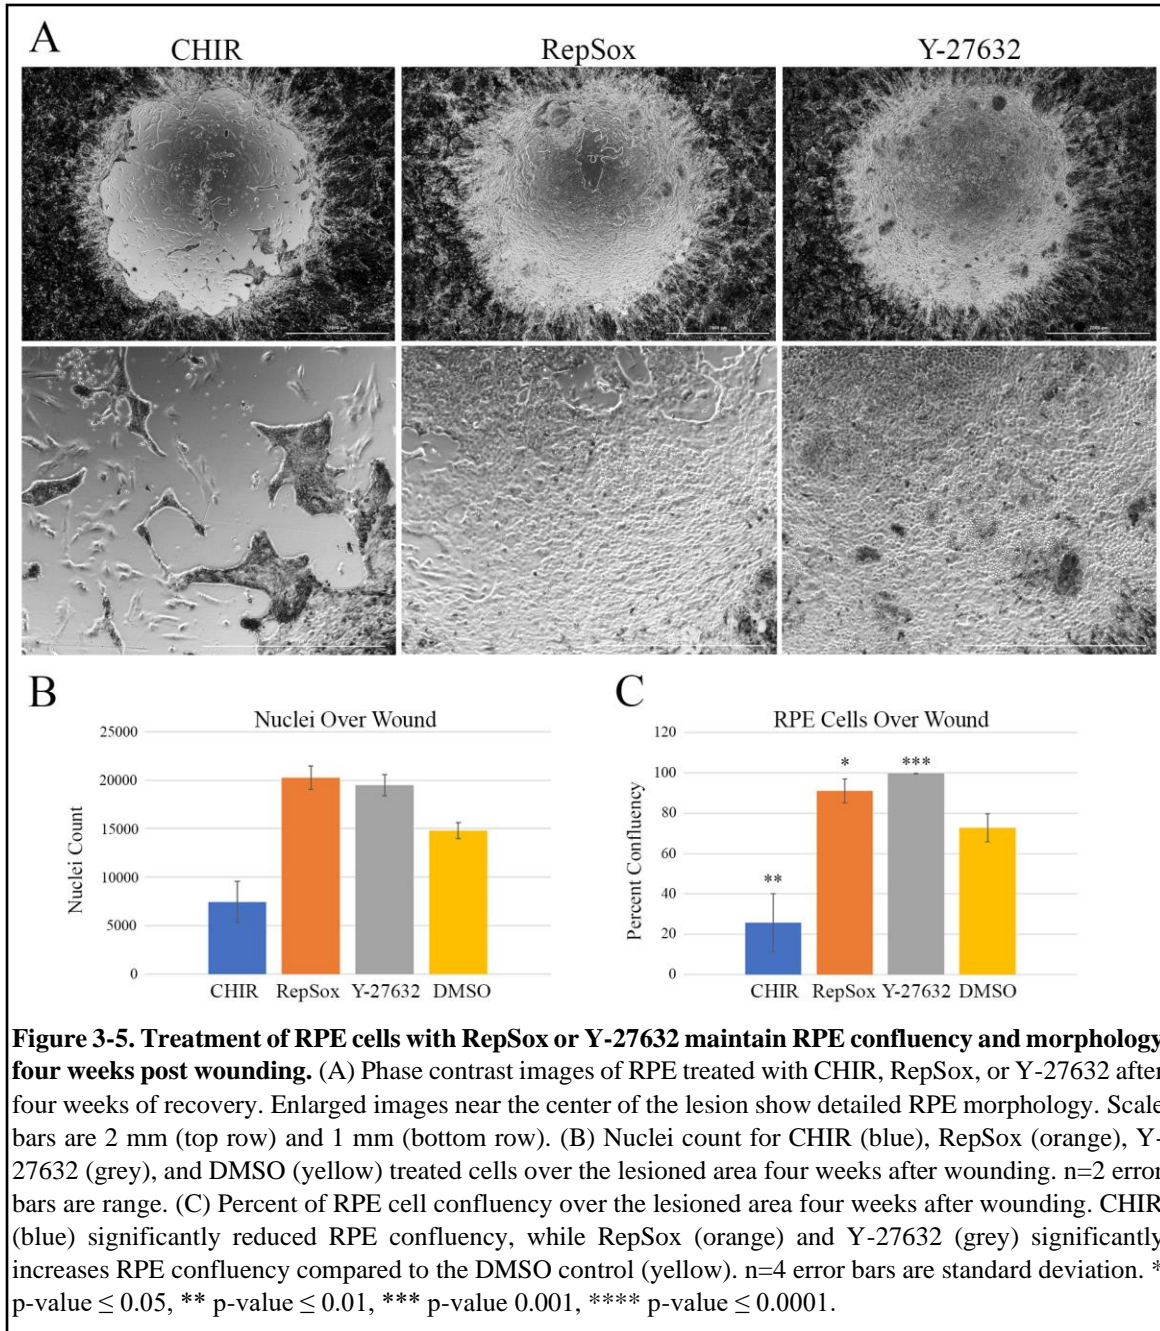 A
CHIR
RepSox
Y-27632
B
Nuclei Over Wound
25000
20000
15000
10000
5000
0
Nuclei Count
CHIR
RepSox
Y-27632
DMSO
C
RPE Cells Over Wound
120
100
80
60
40
20
0
Percent Confluency
**
*
***
CHIR
RepSox
Y-27632
DMSO
Figure 3-5. Treatment of RPE cells with RepSox or Y-27632 maintain RPE confluency and morphology
four weeks post wounding. (A) Phase contrast images of RPE treated with CHIR, RepSox, or Y-27632 after
four weeks of recovery. Enlarged images near the center of the lesion show detailed RPE morphology. Scale
bars are 2 mm (top row) and 1 mm (bottom row). (B) Nuclei count for CHIR (blue), RepSox (orange), Y-
27632 (grey), and DMSO (yellow) treated cells over the lesioned area four weeks after wounding. n=2 error
bars are range. (C) Percent of RPE cell confluency over the lesioned area four weeks after wounding. CHIR
(blue) significantly reduced RPE confluency, while RepSox (orange) and Y-27632 (grey) significantly
increases RPE confluency compared to the DMSO control (yellow). n=4 error bars are standard deviation. *
p-value ≤ 0.05, ** p-value ≤ 0.01, *** p-value 0.001, **** p-value ≤ 0.0001.